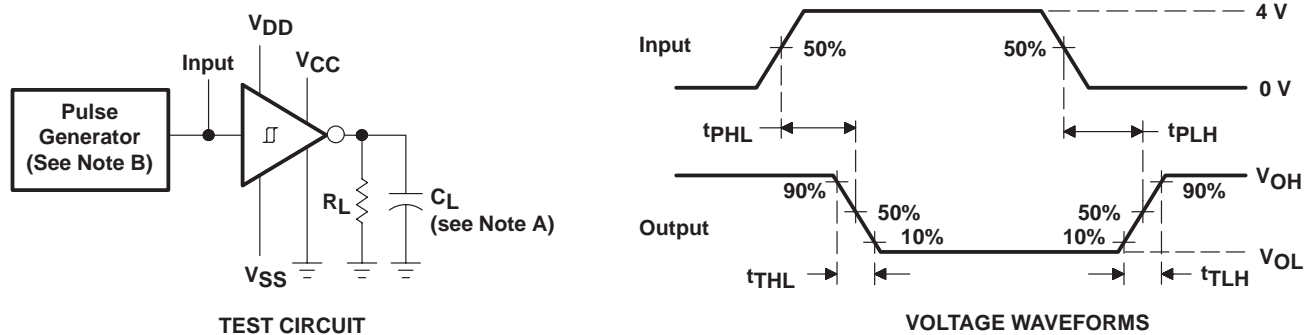 VDD
Input
VCC
Pulse
Generator
(See Note B)
RL
CL
(see Note A)
VSS
TEST CIRCUIT
4 V
Input
50%
50%
0 V
tPHL
tPLH
VOH
90%
90%
50%
50%
Output
10%
10%
VOL
tTHL
tTLH
VOLTAGE WAVEFORMS